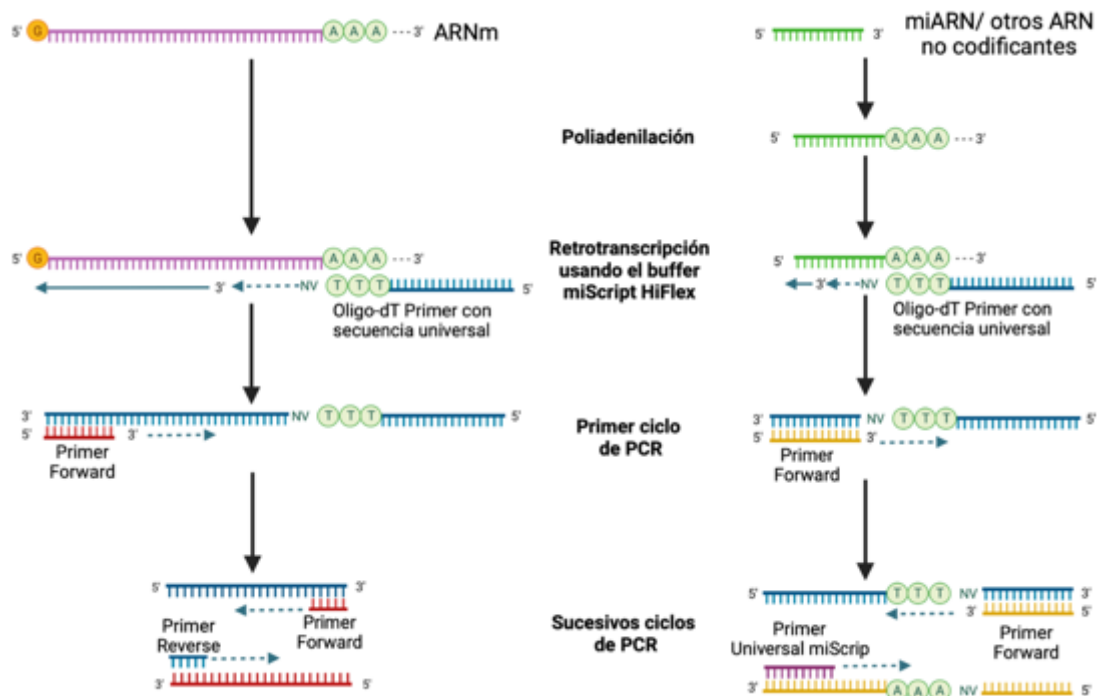 5' G A A A ---3' ARNm
5' 3' miARN/ otros ARN
no codificantes
Poliadenilación
5' A A A ---3'
Retrotranscripción
usando el buffer
miScript HiFlex
5' G A A A ---3'
3' NV T T T 5'
Oligo-dT Primer con
secuencia universal
5' A A A ---3'
3' NV T T T 5'
Oligo-dT Primer con
secuencia universal
Primer ciclo
de PCR
3' NV T T T 5'
5' 3'
Primer
Forward
3' NV T T T 5'
5' 3'
Primer
Forward
Sucesivos ciclos
de PCR
5' 3'
Primer
Forward
Primer
Reverse
3' 5'
5' T T T NV 3'
3' 5'
Primer
Forward
Primer
Universal miScrip
3' A A A NV 5'